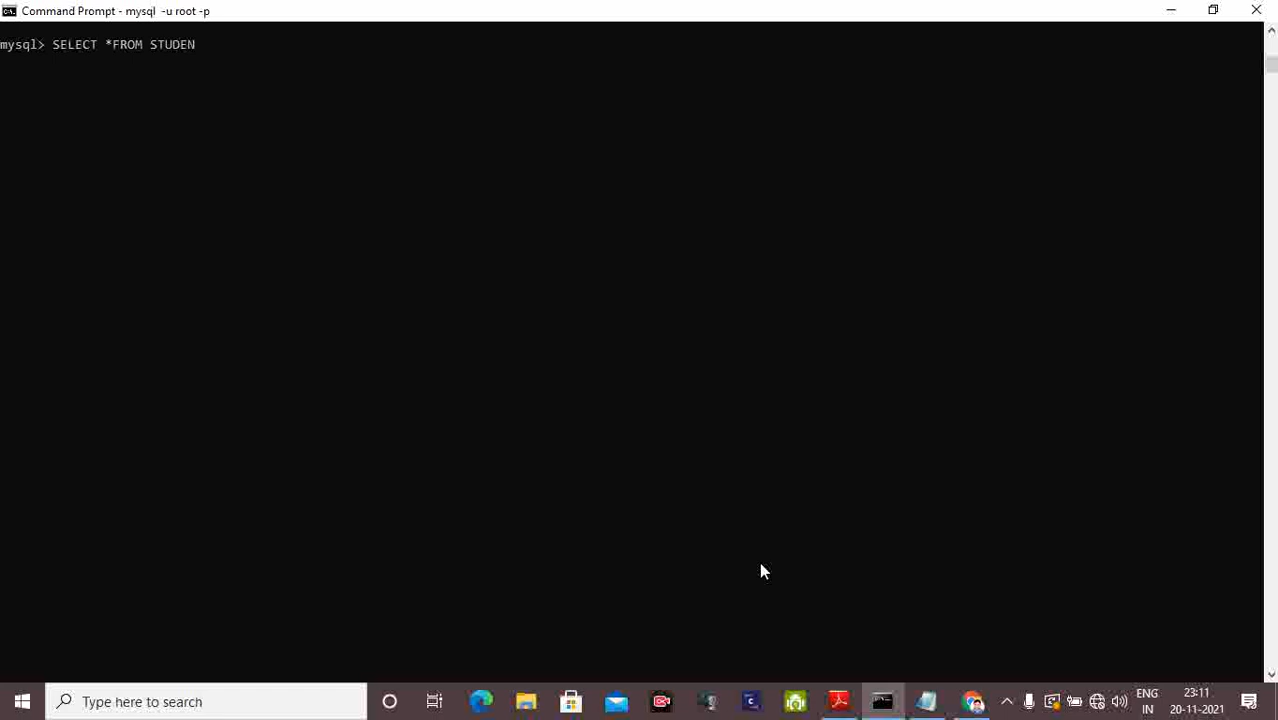 Command Prompt - mysql  -u root -p
mysql> SELECT *FROM STUDEN
Type here to search
ENG
IN
23:11
20-11-2021